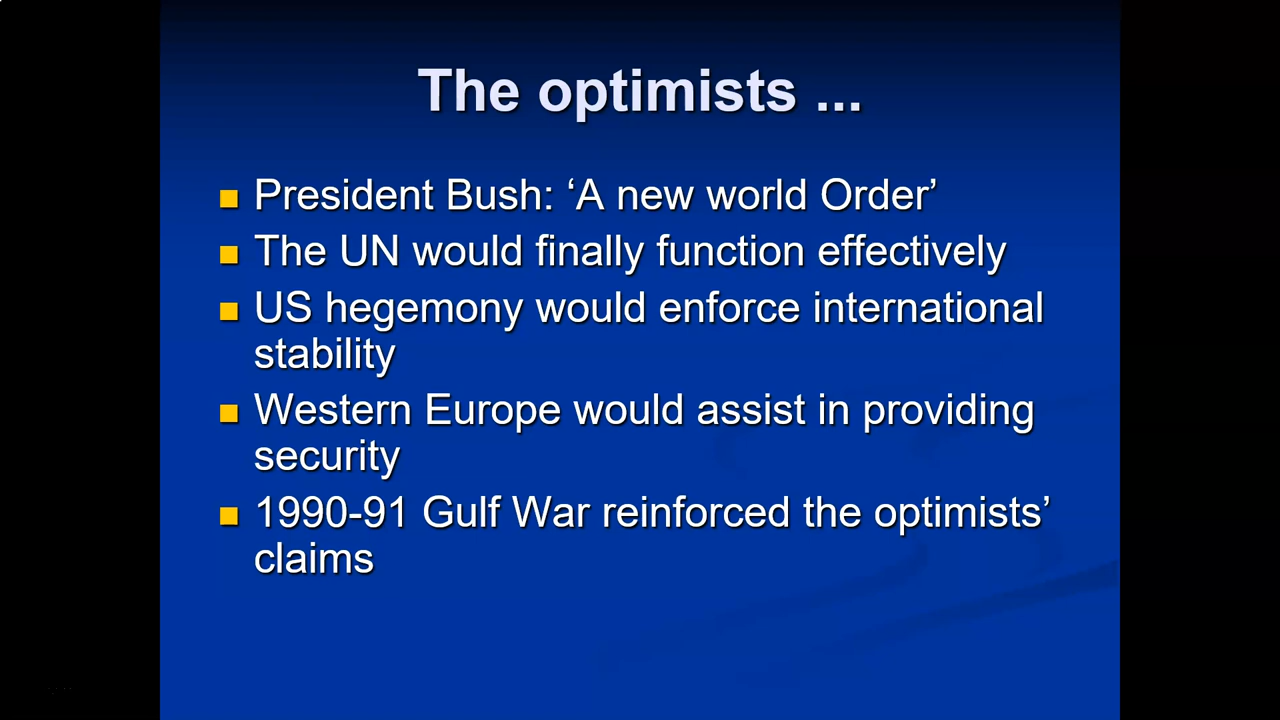 The optimists ...
President Bush: ‘A new world Order’
The UN would finally function effectively
US hegemony would enforce international
stability
Western Europe would assist in providing
security
1990-91 Gulf War reinforced the optimists’
claims